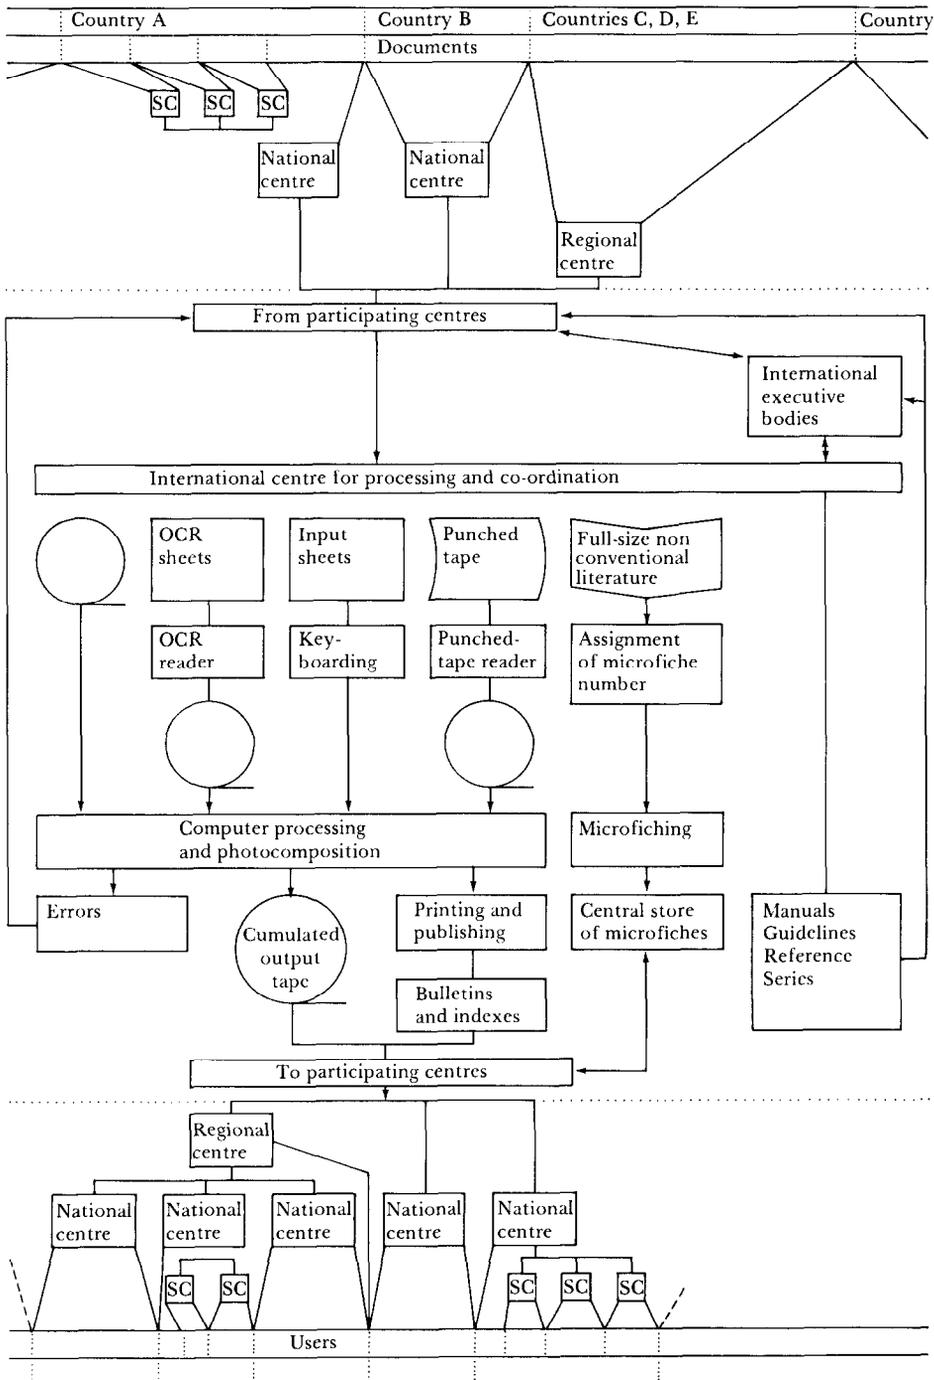 Country A
Country B
Countries C, D, E
Country
Documents
SC
SC
SC
National
centre
National
centre
Regional
centre
From participating centres
International
executive
bodies
International centre for processing and co-ordination
OCR
sheets
Input
sheets
Punched
tape
Full-size non
conventional
literature
OCR
reader
Key-
boarding
Punched-
tape reader
Assignment
of microfiche
number
Computer processing
and photocomposition
Microfiching
Errors
Cumulated
output
tape
Printing and
publishing
Central store
of microfiches
Manuals
Guidelines
Reference
Series
Bulletins
and indexes
To participating centres
Regional
centre
National
centre
National
centre
National
centre
National
centre
National
centre
SC
SC
SC
SC
SC
Users